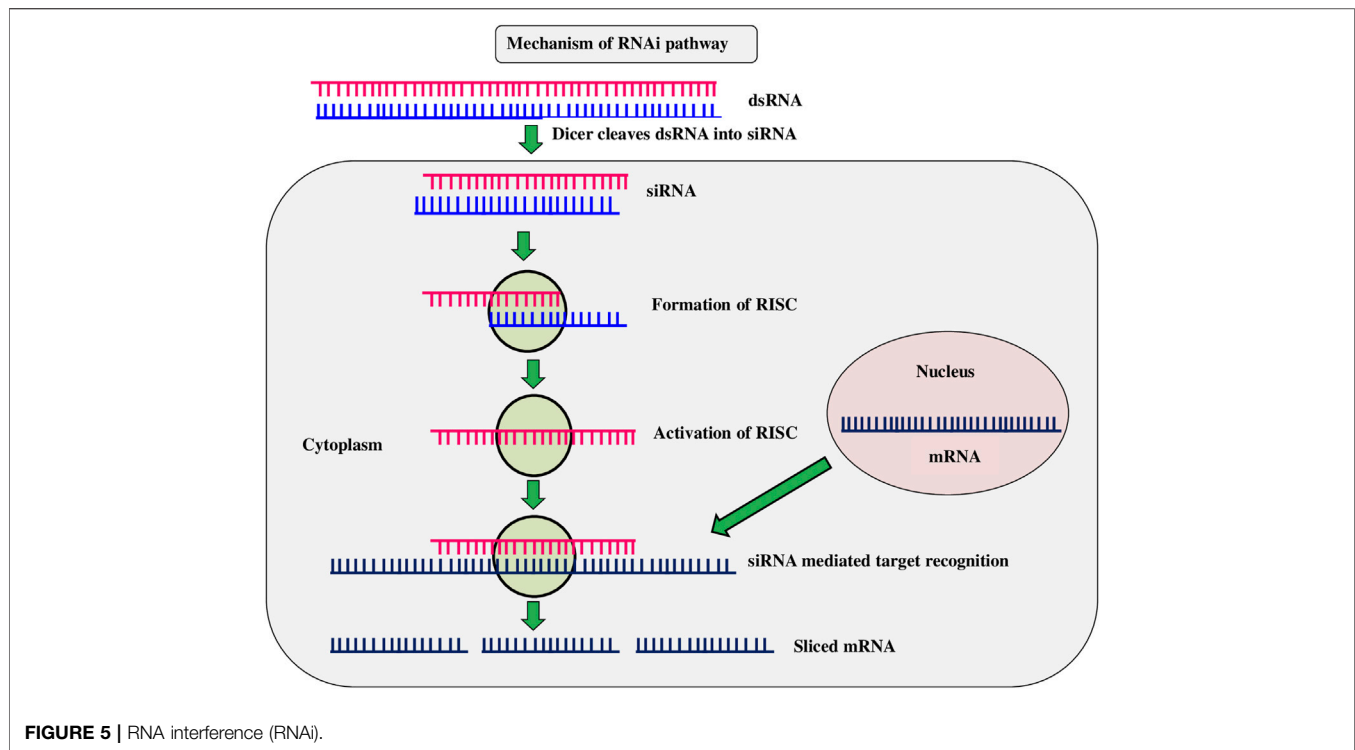 Mechanism of RNAi pathway
dsRNA
Dicer cleaves dsRNA into siRNA
siRNA
Formation of RISC
Nucleus
mRNA
Activation of RISC
Cytoplasm
siRNA mediated target recognition
Sliced mRNA
FIGURE 5 | RNA interference (RNAi).